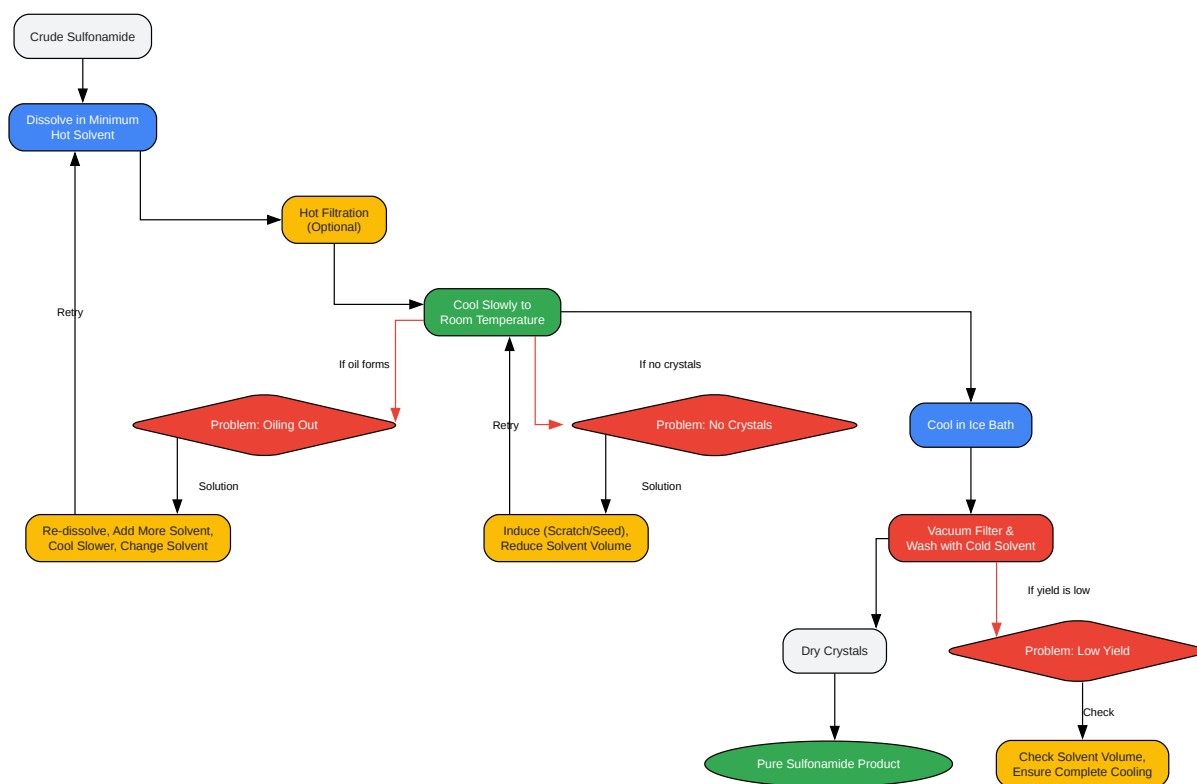 Crude Sulfonamide
Dissolve in Minimum
Hot Solvent
Hot Filtration
(Optional)
Cool Slowly to
Room Temperature
Retry
If oil forms
If no crystals
Problem: Oiling Out
Retry
Problem: No Crystals
Cool in Ice Bath
Solution
Solution
Re-dissolve, Add More Solvent,
Cool Slower, Change Solvent
Induce (Scratch/Seed),
Reduce Solvent Volume
Vacuum Filter &
Wash with Cold Solvent
If yield is low
Dry Crystals
Problem: Low Yield
Check
Pure Sulfonamide Product
Check Solvent Volume,
Ensure Complete Cooling